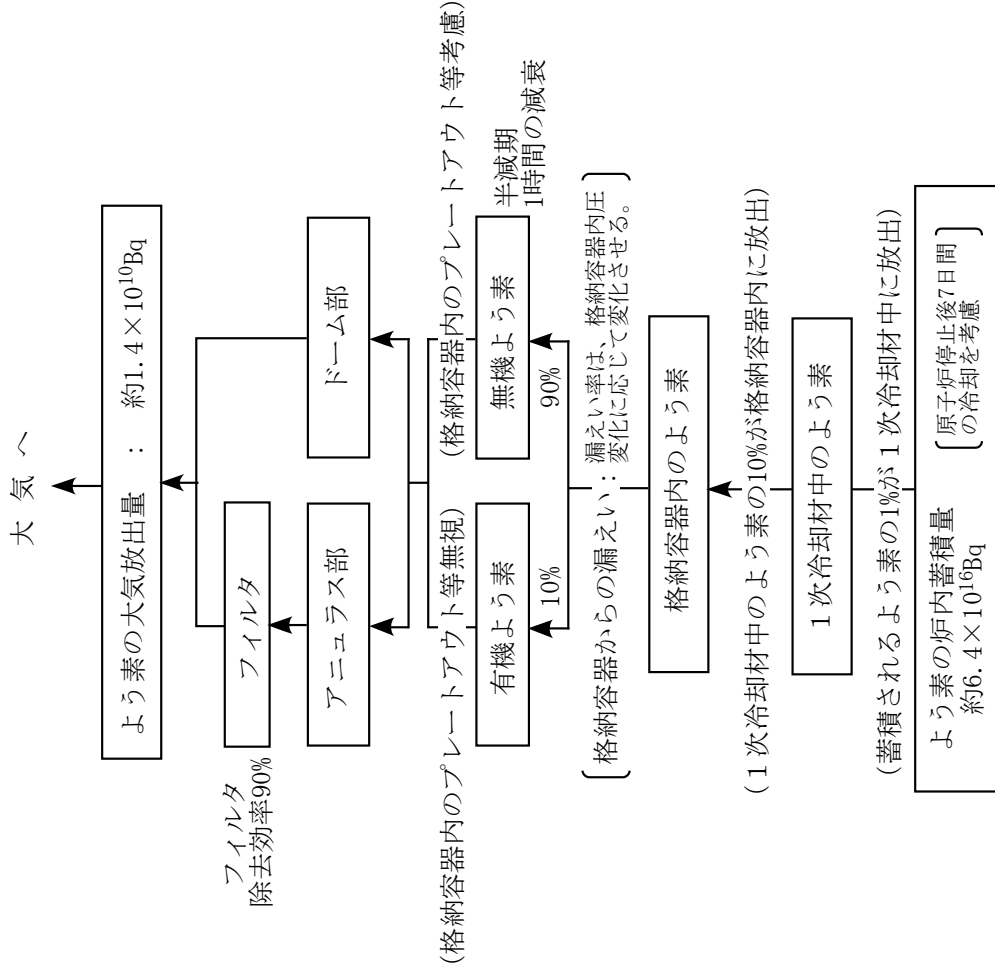 大 気 へ
よう素の大気放出量 : 約1.4×10¹⁰Bq
フィルタ
除去効率90%
フィルタ
アニュラス部
ドーム部
(格納容器内のプレートアウト等無視)
(格納容器内のプレートアウト等考慮)
有機よう素
無機よう素
半減期
1時間の減衰
10%
90%
格納容器からの漏えい : 漏えい率は、格納容器内圧
変化に応じて変化させる。
格納容器内のよう素
(1次冷却材中のよう素の10%が格納容器内に放出)
1次冷却材中のよう素
(蓄積されるよう素の1%が1次冷却材中に放出)
よう素の炉内蓄積量
約6.4×10¹⁶Bq
原子炉停止後7日間
の冷却を考慮